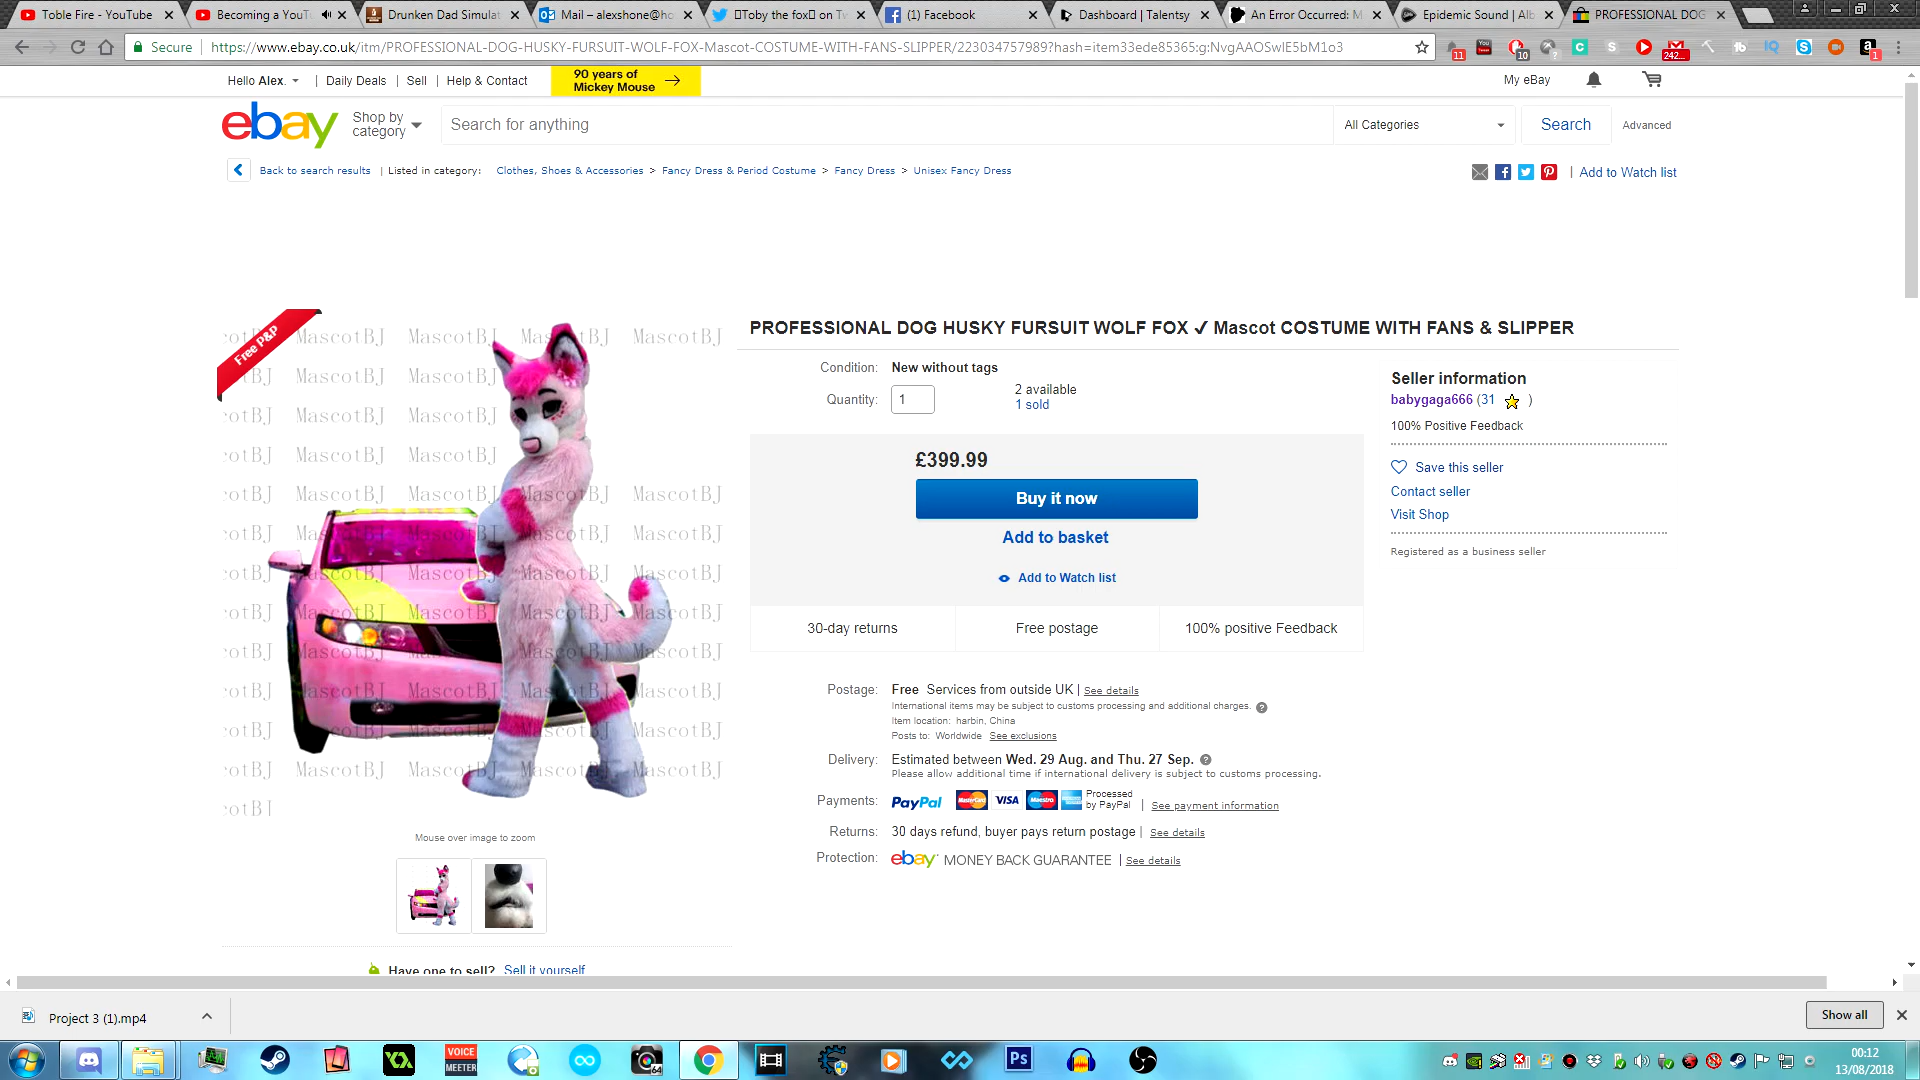 Toble Fire - YouTube
Becoming a YouT
Drunken Dad Simulat
Mail – alexshone@ho
Toby the fox on Tw
(1) Facebook
Dashboard | Talentsy
An Error Occurred: M
Epidemic Sound | Alb
PROFESSIONAL DOG
Secure
https://www.ebay.co.uk/itm/PROFESSIONAL-DOG-HUSKY-FURSUIT-WOLF-FOX-Mascot-COSTUME-WITH-FANS-SLIPPER/223034757989?hash=item33ede85365:g:NvgAAOSwlE5bM1o3
11
10
242...
1
Hello Alex.
Daily Deals
Sell
Help & Contact
90 years of
Mickey Mouse
My eBay
ebay
Shop by
category
Search for anything
All Categories
Search
Advanced
Back to search results
Listed in category:
Clothes, Shoes & Accessories > Fancy Dress & Period Costume > Fancy Dress > Unisex Fancy Dress
Add to Watch list
Free P&P
MascotBJ
PROFESSIONAL DOG HUSKY FURSUIT WOLF FOX ✓ Mascot COSTUME WITH FANS & SLIPPER
Condition: New without tags
Quantity: 1
2 available
1 sold
£399.99
Buy it now
Add to basket
Add to Watch list
30-day returns
Free postage
100% positive Feedback
Seller information
babygaga666 (31 )
100% Positive Feedback
Save this seller
Contact seller
Visit Shop
Registered as a business seller
Postage: Free Services from outside UK | See details
International items may be subject to customs processing and additional charges.
Item location: harbin, China
Posts to: Worldwide See exclusions
Delivery: Estimated between Wed. 29 Aug. and Thu. 27 Sep.
Please allow additional time if international delivery is subject to customs processing.
Payments: PayPal MasterCard VISA Maestro Processed
by PayPal | See payment information
Returns: 30 days refund, buyer pays return postage | See details
Protection: ebay MONEY BACK GUARANTEE | See details
Mouse over image to zoom
Have one to sell? Sell it yourself
Project 3 (1).mp4
Show all
VOICE
MEETER
64
Ps
00:12
13/08/2018